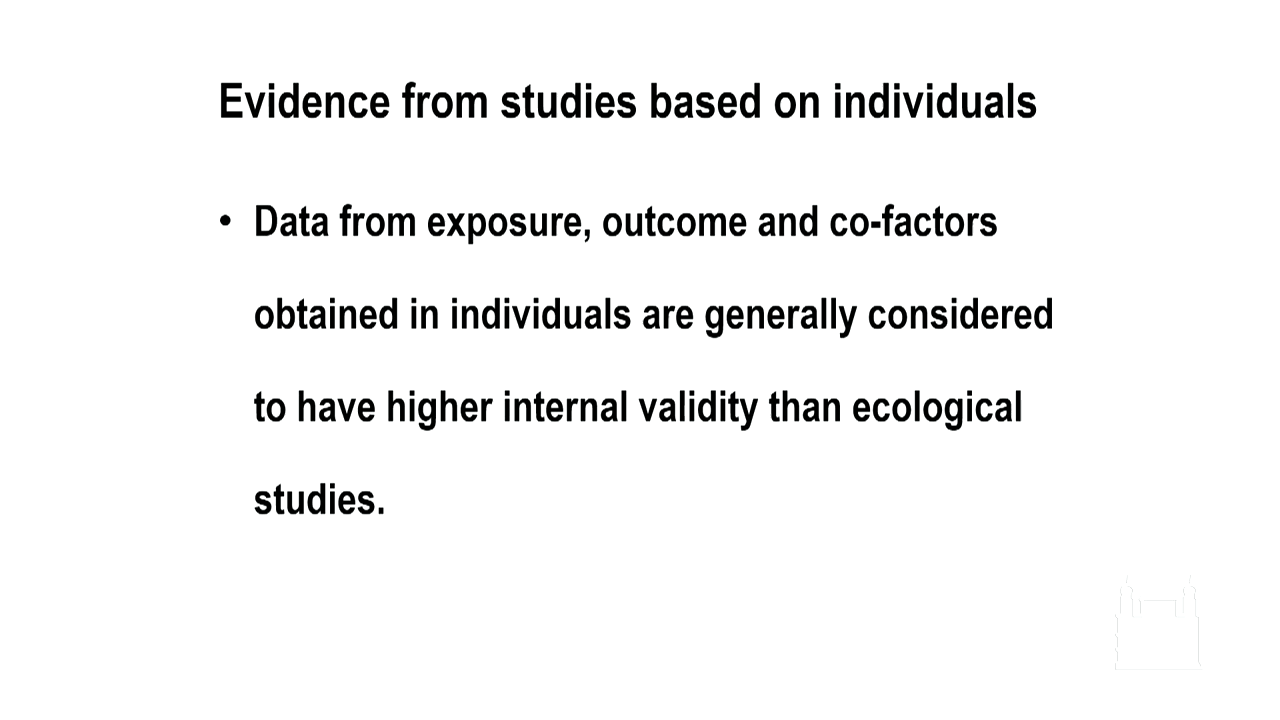 Evidence from studies based on individuals
• Data from exposure, outcome and co-factors
obtained in individuals are generally considered
to have higher internal validity than ecological
studies.